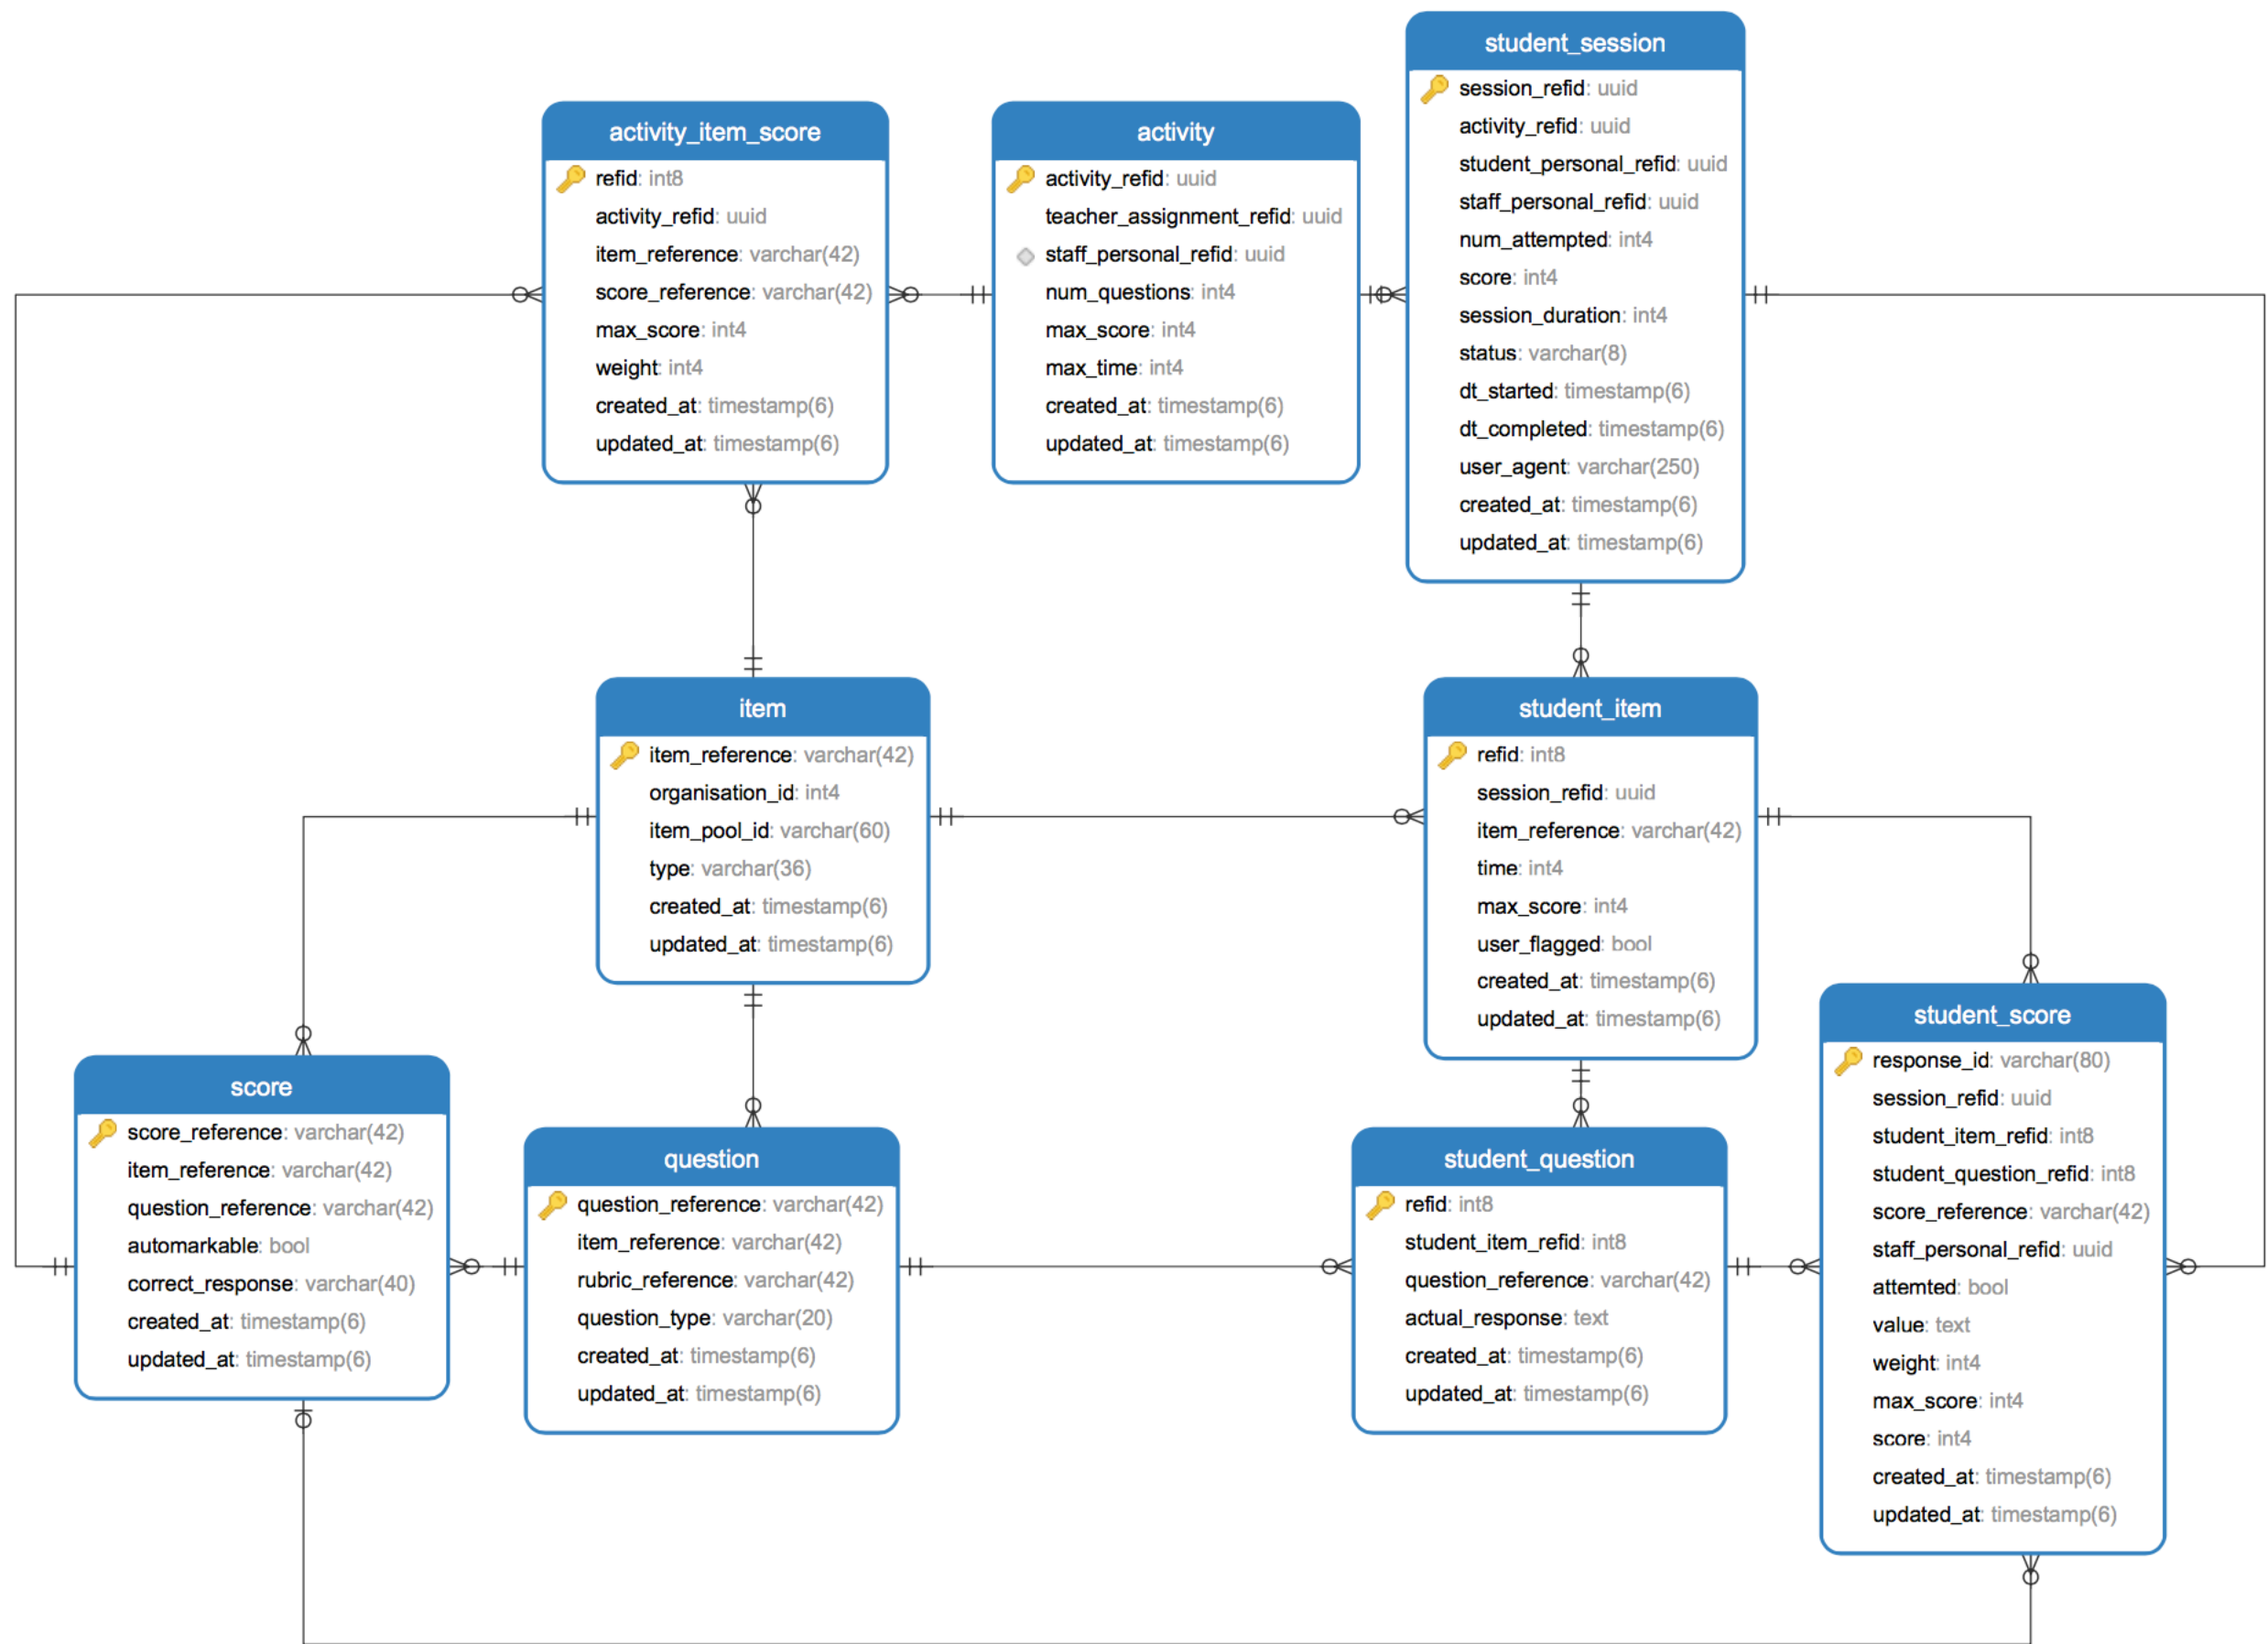 student_session
session_refid: uuid
activity_refid: uuid
student_personal_refid: uuid
staff_personal_refid: uuid
num_attempted: int4
score: int4
session_duration: int4
status: varchar(8)
dt_started: timestamp(6)
dt_completed: timestamp(6)
user_agent: varchar(250)
created_at: timestamp(6)
updated_at: timestamp(6)
activity_item_score
refid: int8
activity_refid: uuid
item_reference: varchar(42)
score_reference: varchar(42)
max_score: int4
weight: int4
created_at: timestamp(6)
updated_at: timestamp(6)
activity
activity_refid: uuid
teacher_assignment_refid: uuid
staff_personal_refid: uuid
num_questions: int4
max_score: int4
max_time: int4
created_at: timestamp(6)
updated_at: timestamp(6)
item
item_reference: varchar(42)
organisation_id: int4
item_pool_id: varchar(60)
type: varchar(36)
created_at: timestamp(6)
updated_at: timestamp(6)
student_item
refid: int8
session_refid: uuid
item_reference: varchar(42)
time: int4
max_score: int4
user_flagged: bool
created_at: timestamp(6)
updated_at: timestamp(6)
student_score
response_id: varchar(80)
session_refid: uuid
student_item_refid: int8
student_question_refid: int8
score_reference: varchar(42)
staff_personal_refid: uuid
attemted: bool
value: text
weight: int4
max_score: int4
score: int4
created_at: timestamp(6)
updated_at: timestamp(6)
score
score_reference: varchar(42)
item_reference: varchar(42)
question_reference: varchar(42)
automarkable: bool
correct_response: varchar(40)
created_at: timestamp(6)
updated_at: timestamp(6)
question
question_reference: varchar(42)
item_reference: varchar(42)
rubric_reference: varchar(42)
question_type: varchar(20)
created_at: timestamp(6)
updated_at: timestamp(6)
student_question
refid: int8
student_item_refid: int8
question_reference: varchar(42)
actual_response: text
created_at: timestamp(6)
updated_at: timestamp(6)